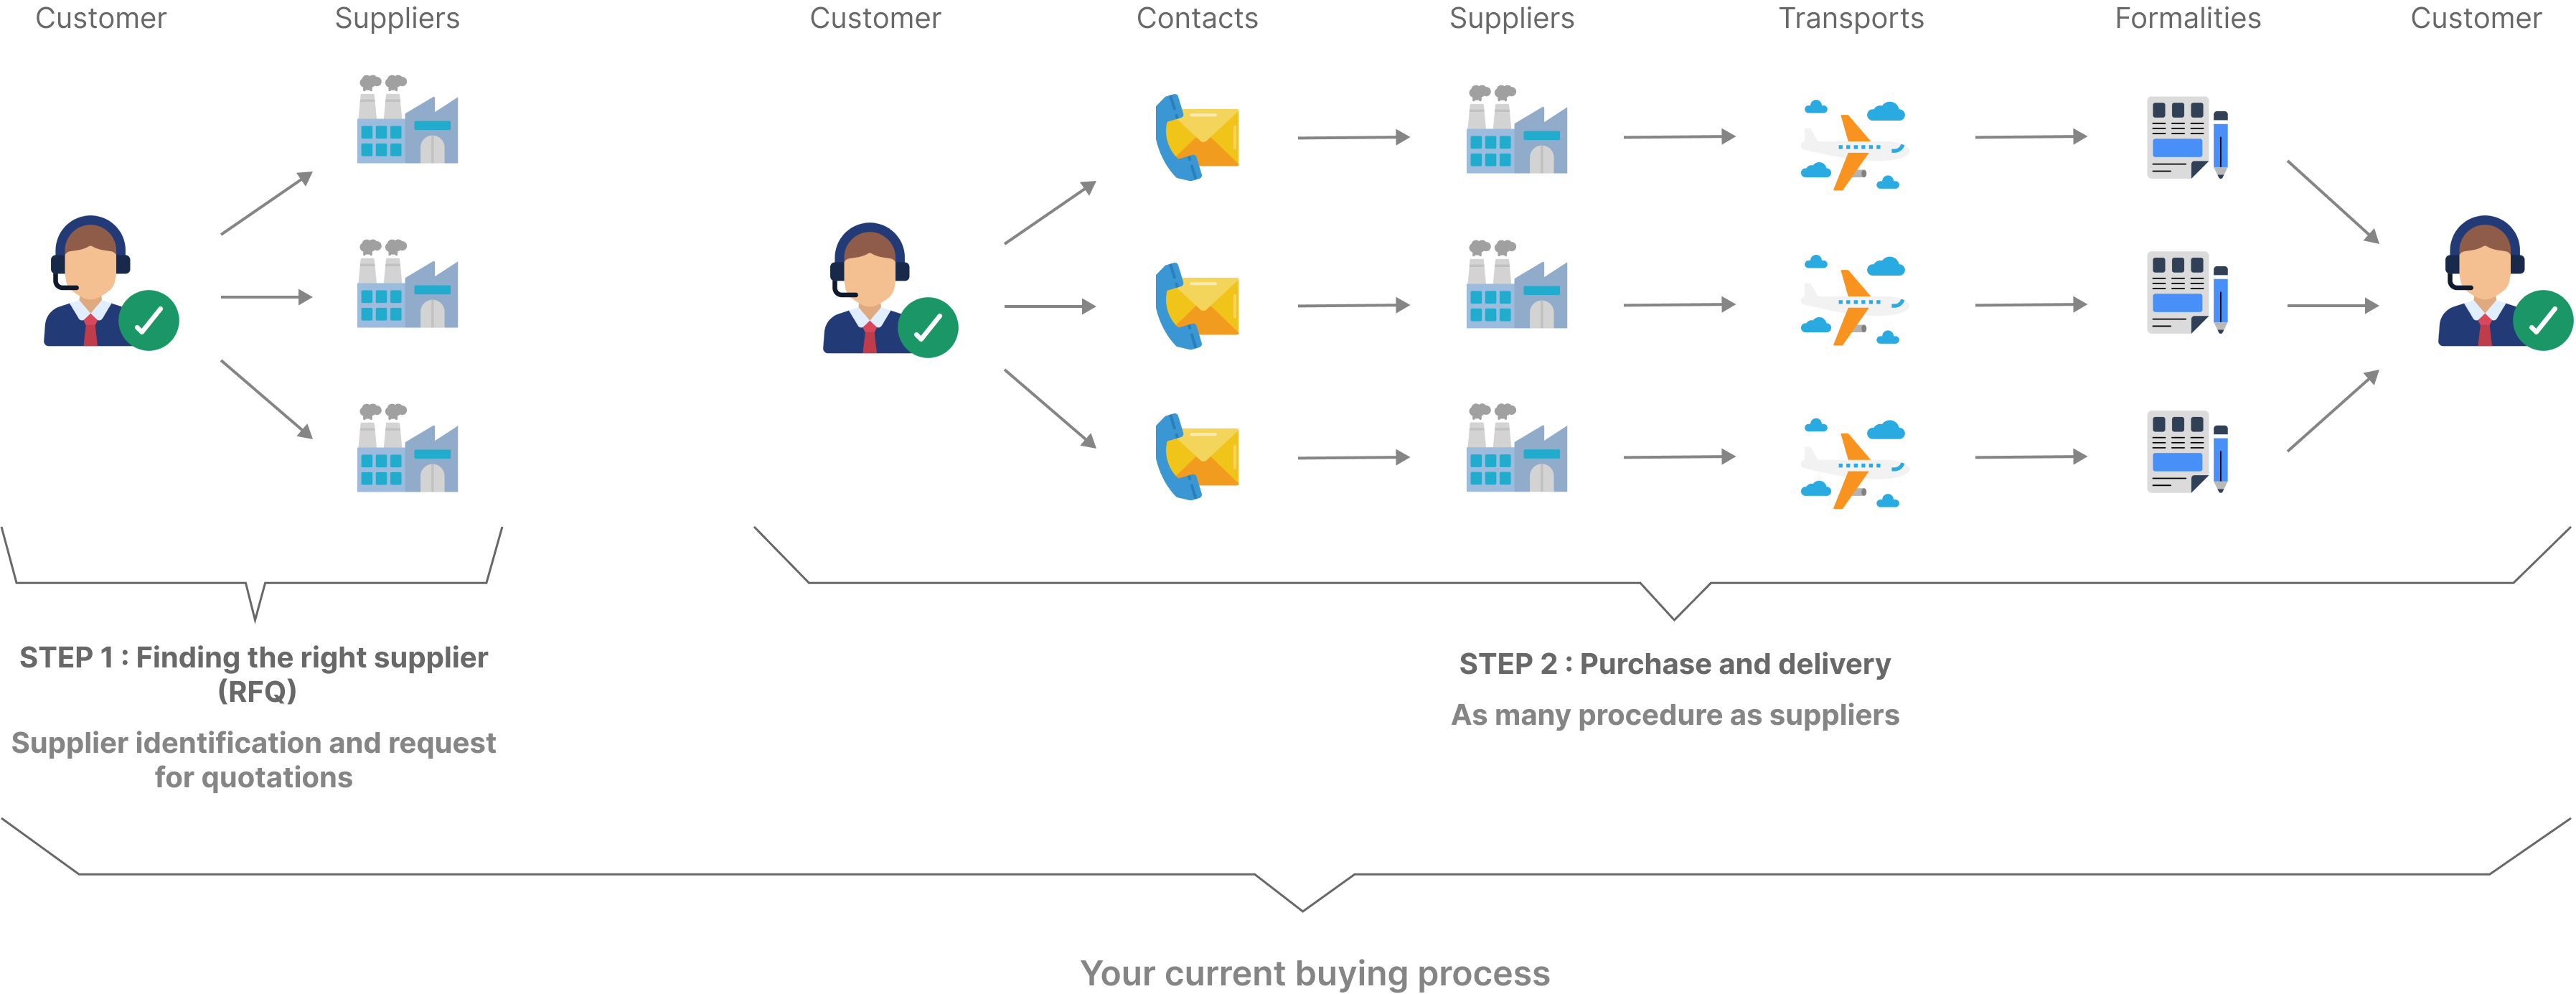 Customer
Suppliers
Customer
Contacts
Suppliers
Transports
Formalities
Customer
STEP 1 : Finding the right supplier
(RFQ)
Supplier identification and request
for quotations
STEP 2 : Purchase and delivery
As many procedure as suppliers
Your current buying process